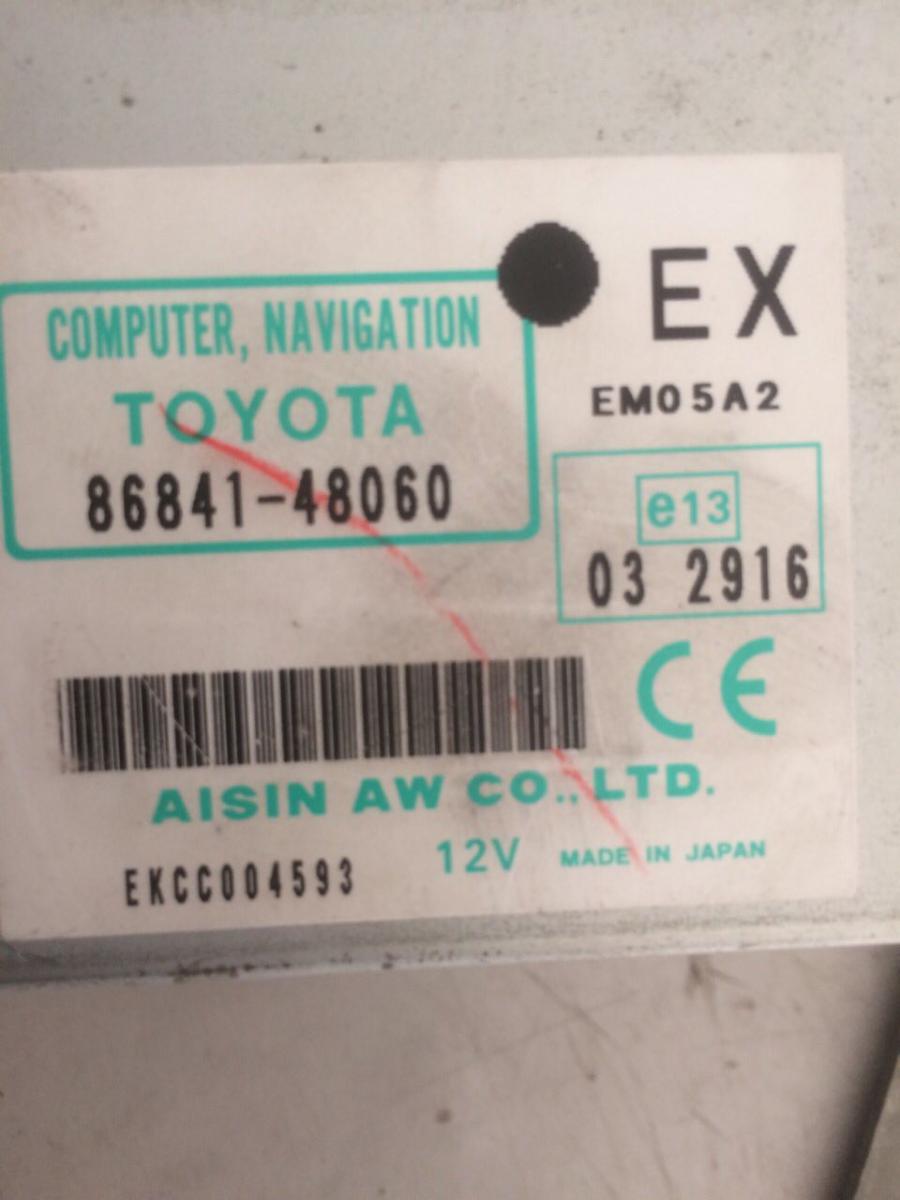 EX
COMPUTER, NAVIGATION
TOYOTA
86841-48060
EM05A2
e13
03 2916
CE
AISIN AW CO., LTD.
12V MADE IN JAPAN
EKCC004593